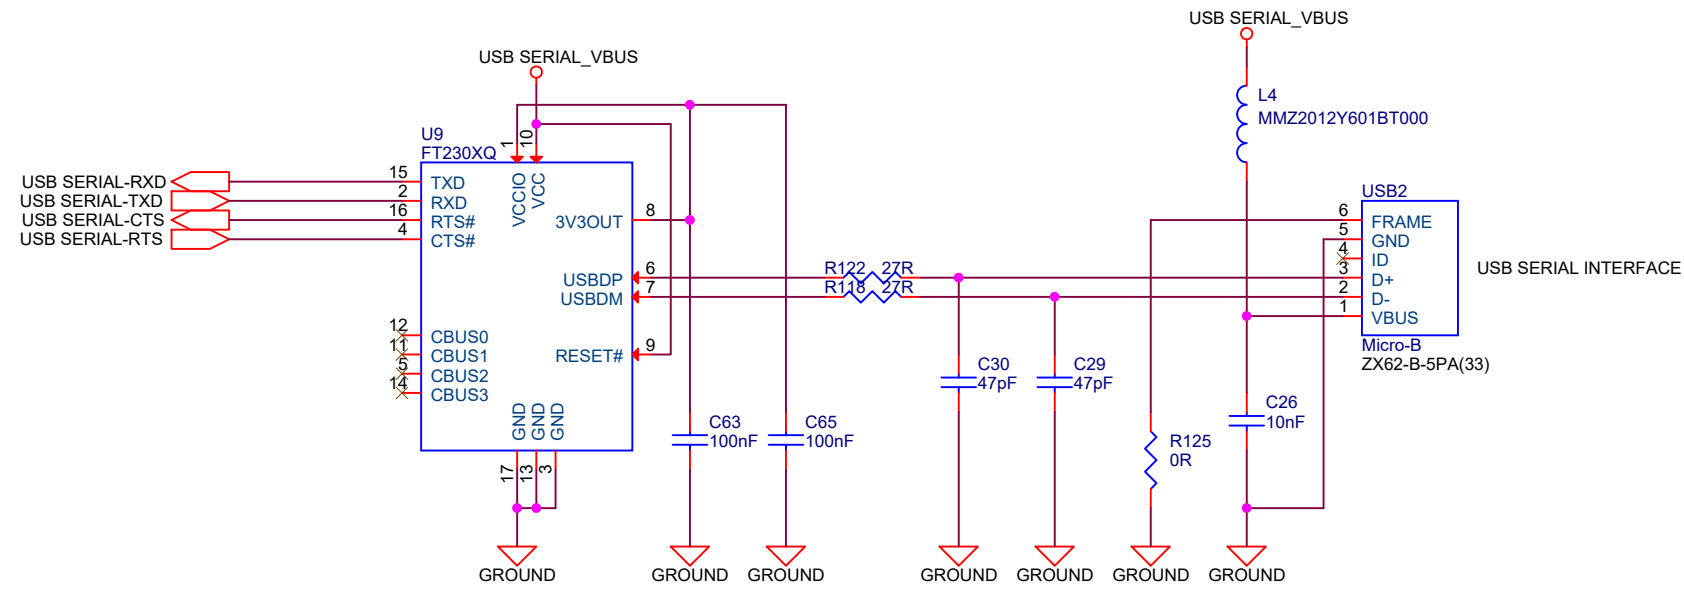 USB SERIAL_VBUS
USB SERIAL_VBUS
L4
MMZ2012Y601BT000
U9
FT230XQ
1
10
USB SERIAL-RXD
15
TXD
USB SERIAL-TXD
2
RXD
USB SERIAL-CTS
16
RTS#
USB SERIAL-RTS
4
CTS#
VCCIO
VCC
8
3V3OUT
USB2
6
FRAME
5
GND
4
ID
3
D+
2
D-
1
VBUS
Micro-B
ZX62-B-5PA(33)
USB SERIAL INTERFACE
6
USBDP
R122
27R
7
USBDM
R118
27R
12
CBUS0
11
CBUS1
5
CBUS2
14
CBUS3
9
RESET#
C30
47pF
C29
47pF
GND
GND
GND
17
13
3
C63
100nF
C65
100nF
R125
0R
C26
10nF
GROUND
GROUND
GROUND
GROUND
GROUND
GROUND
GROUND